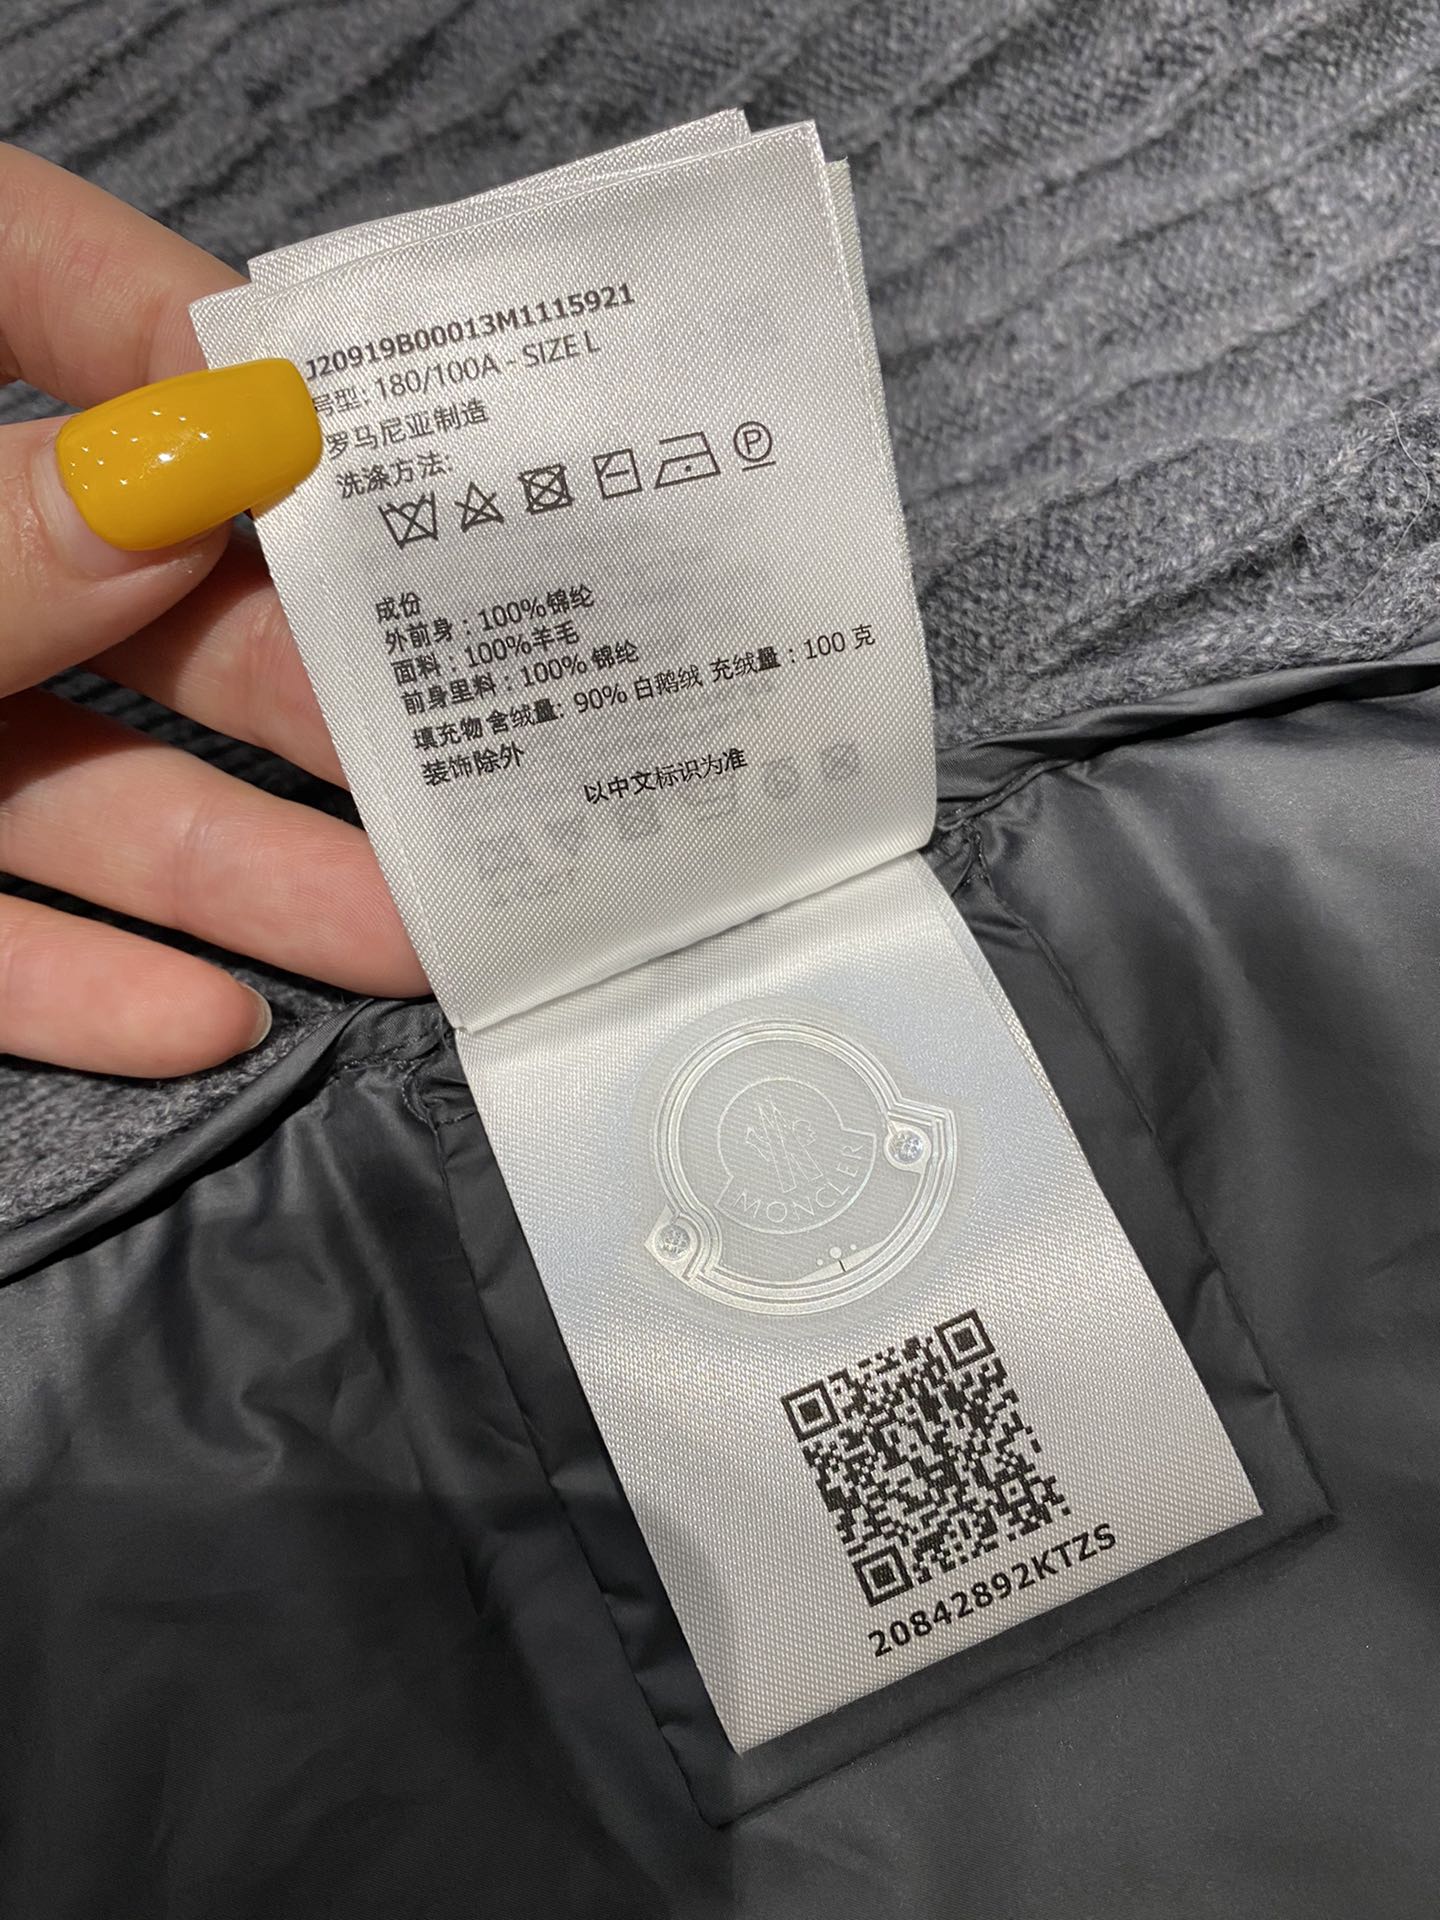 J20919B00013M1115921
号型: 180/100A - SIZE L
罗马尼亚制造
洗涤方法:
P
成份
外前身 : 100%锦纶
面料 : 100%羊毛
前身里料 : 100% 锦纶
填充物 含绒量: 90% 白鹅绒 充绒量 : 100 克
装饰除外
以中文标识为准
MONCLER
20842892KTZS